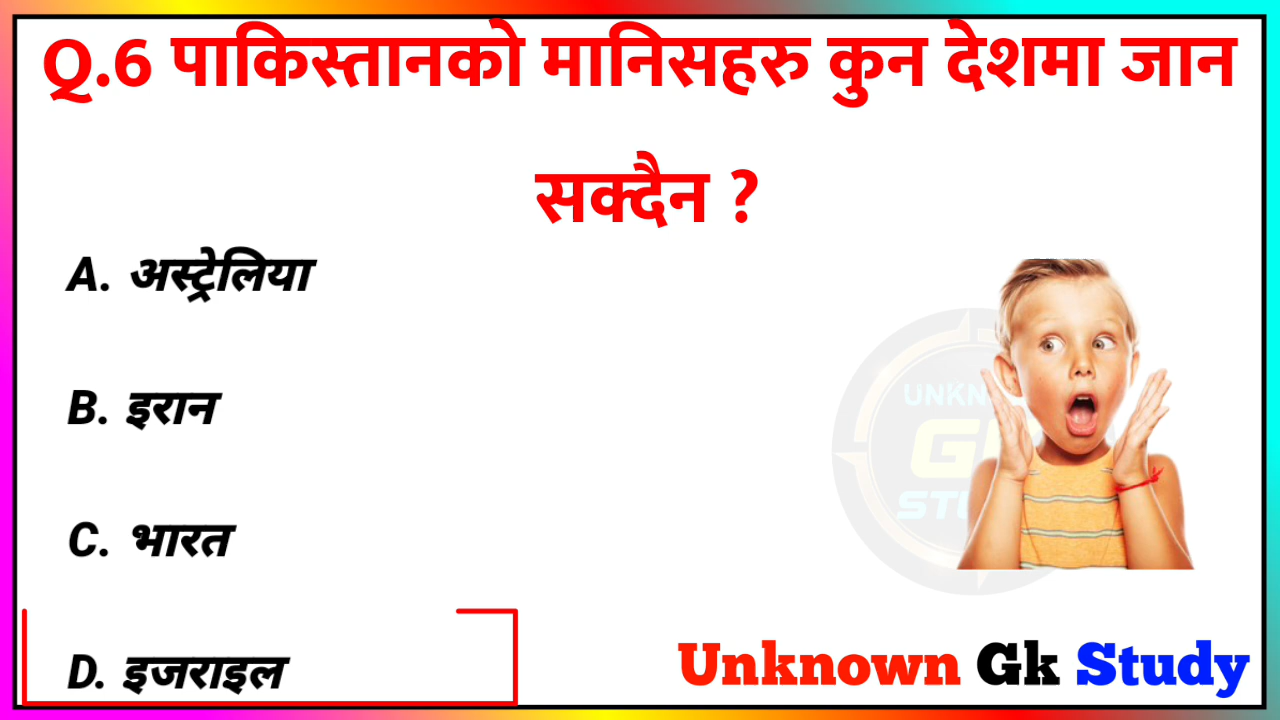 Q.6 पाकिस्तानको मानिसहरु कुन देशमा जान
सक्दैन ?
A. अस्ट्रेलिया
B. इरान
C. भारत
D. इजराइल
Unknown Gk Study